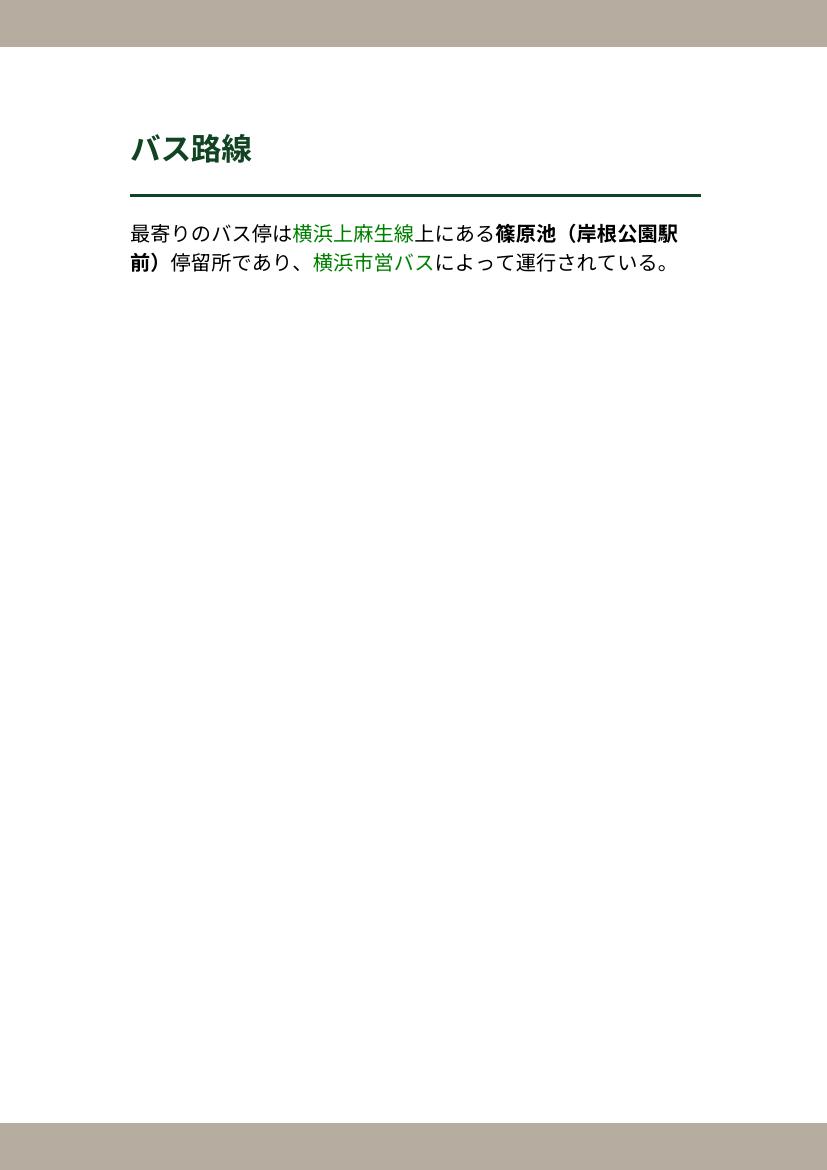 バス路線
最寄りのバス停は横浜上麻生線上にある篠原池（岸根公園駅
前）停留所であり、横浜市営バスによって運行されている。